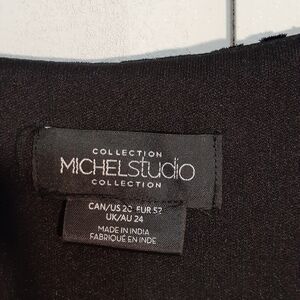 COLLECTION
MICHELSTUDIO
COLLECTION
CAN/US 20 EUR 52
UK/AU 24
MADE IN INDIA
FABRIQUÉ EN INDE